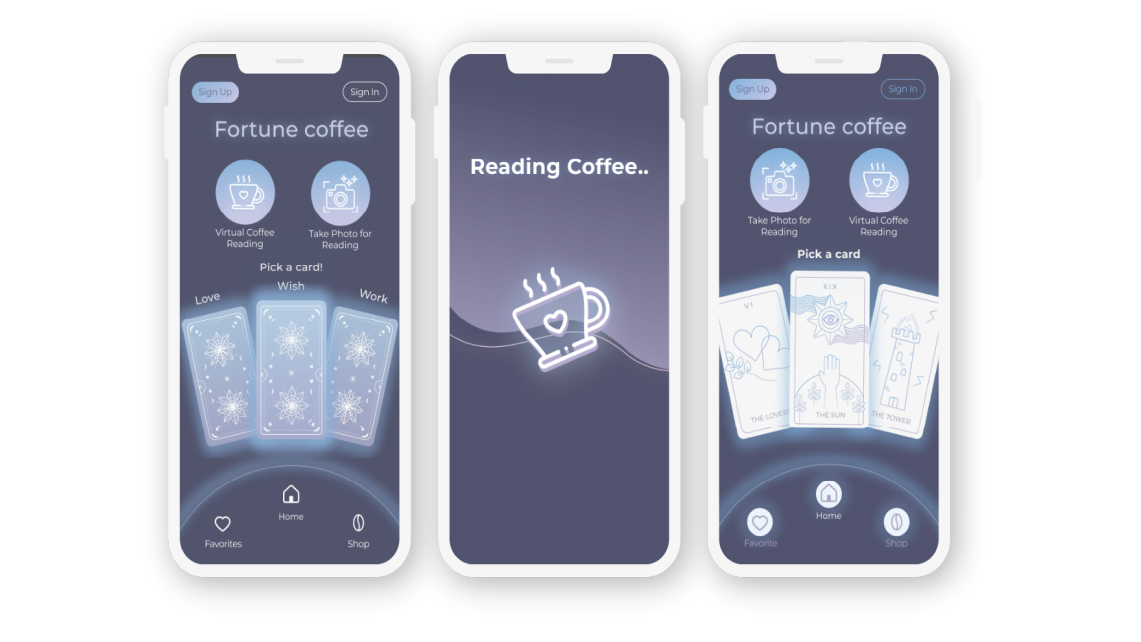 Sign Up
Sign In
Fortune coffee
Virtual Coffee
Reading
Take Photo for
Reading
Pick a card!
Love
Wish
Work
Home
Favorites
Shop
Reading Coffee..
Sign Up
Sign In
Fortune coffee
Take Photo for
Reading
Virtual Coffee
Reading
Pick a card
VI
XIX
THE LOVERS
THE SUN
THE TOWER
Home
Favorite
Shop